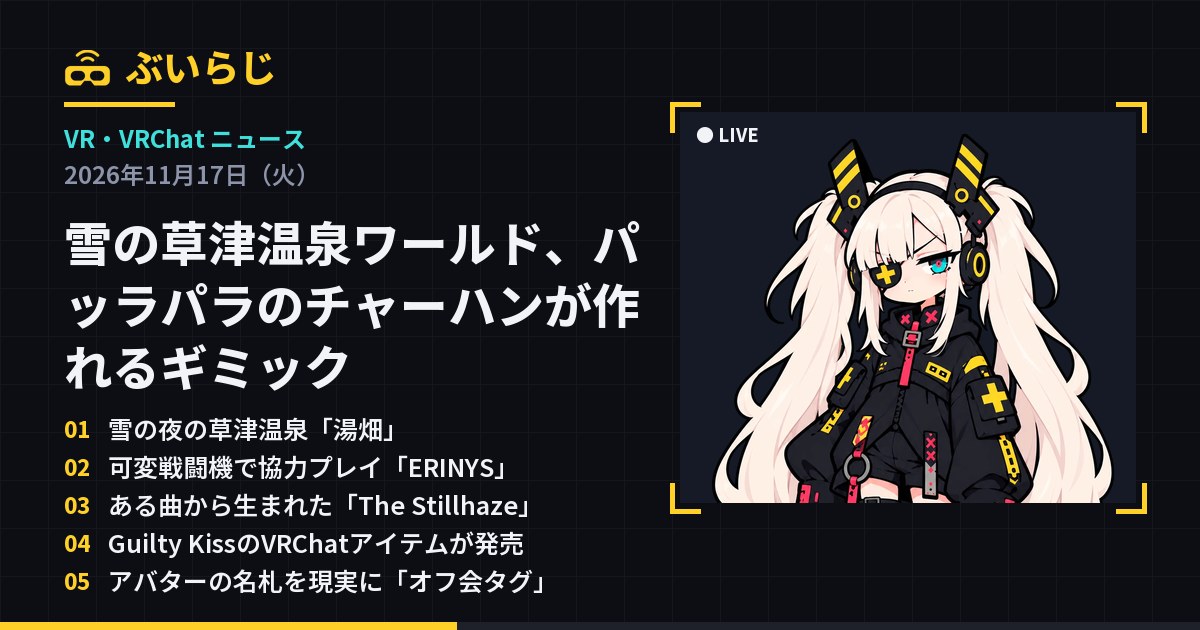 ぶいらじ
VR・VRChat ニュース
2026年11月17日（火）
雪の草津温泉ワールド、パ
ッラパラのチャーハンが作
れるギミック
01 雪の夜の草津温泉「湯畑」
02 可変戦闘機で協力プレイ「ERINYS」
03 ある曲から生まれた「The Stillhaze」
04 Guilty KissのVRChatアイテムが発売
05 アバターの名札を現実に「オフ会タグ」
LIVE